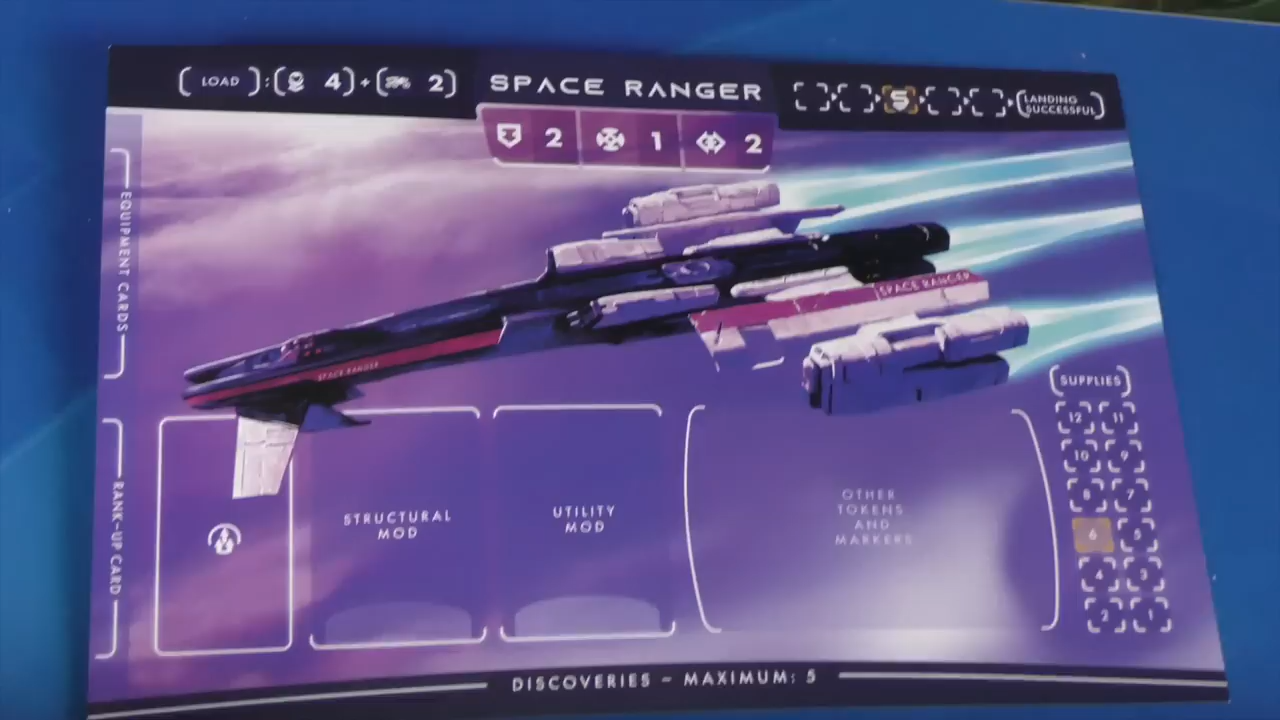 LOAD : 4 + 2
SPACE RANGER
S
LANDING
SUCCESSFUL
2 1 2
EQUIPMENT CARDS
SPACE RANGER
SPACE RANGER
SUPPLIES
12 11
10 9
8 7
6 5
4 3
2 1
RANK-UP CARD
STRUCTURAL
MOD
UTILITY
MOD
OTHER
TOKENS
AND
MARKERS
DISCOVERIES – MAXIMUM: 5